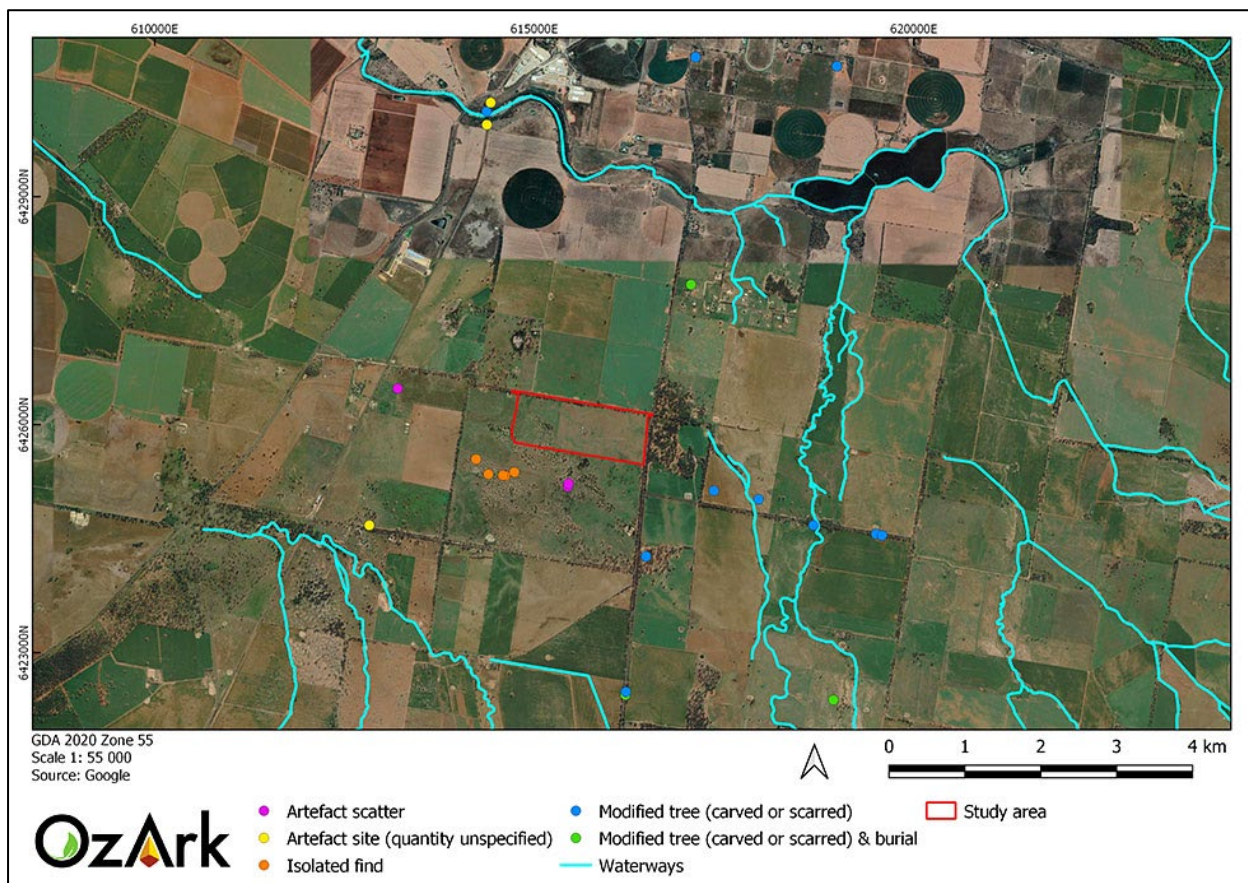 610000E
615000E
620000E
6429000N
6426000N
6423000N
GDA 2020 Zone 55
Scale 1: 55 000
Source: Google
0 1 2 3 4 km
OzArk
Artefact scatter
Artefact site (quantity unspecified)
Isolated find
Modified tree (carved or scarred)
Modified tree (carved or scarred) & burial
Waterways
Study area